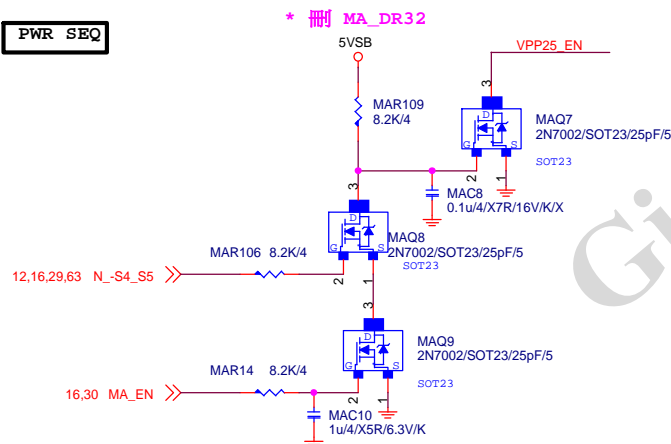 * 删 MA_DR32
PWR SEQ
5VSB
VPP25_EN
3
MAR109
8.2K/4
D
G
S
MAQ7
2N7002/SOT23/25pF/5
SOT23
2
1
MAC8
0.1u/4/X7R/16V/K/X
3
D
G
S
MAQ8
2N7002/SOT23/25pF/5
SOT23
MAR106 8.2K/4
12,16,29,63 N_-S4_S5
2
1
3
D
G
S
MAQ9
2N7002/SOT23/25pF/5
SOT23
MAR14 8.2K/4
16,30 MA_EN
2
1
MAC10
1u/4/X5R/6.3V/K
Gi